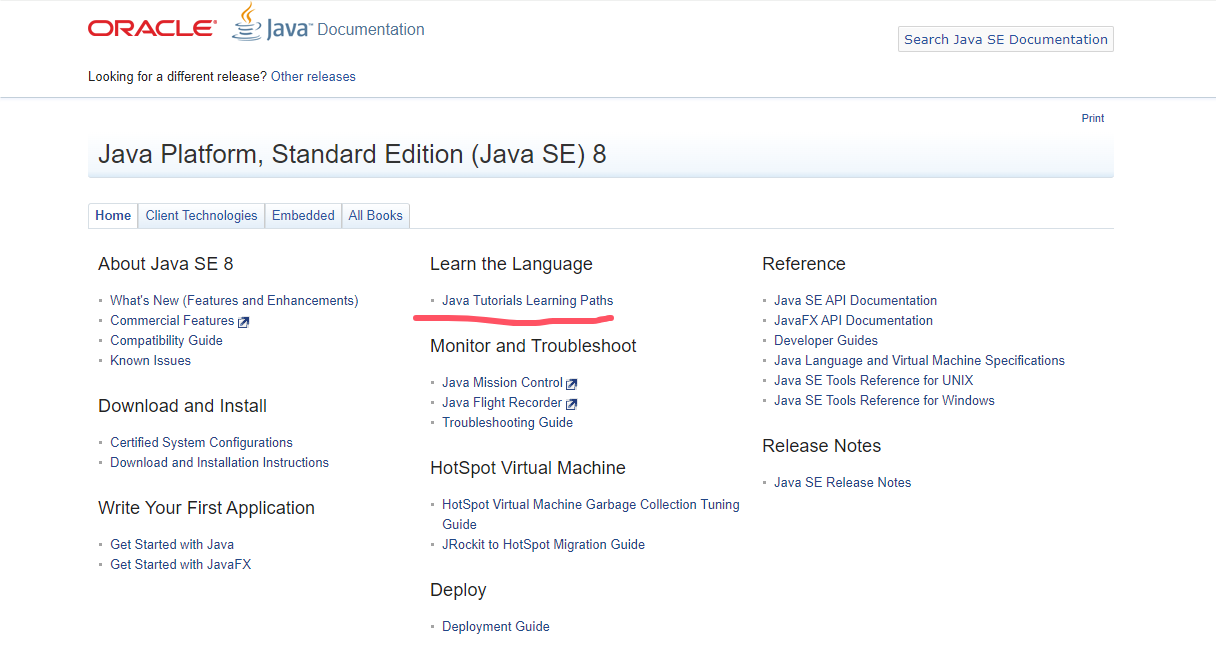 ORACLE Java Documentation
Search Java SE Documentation
Looking for a different release? Other releases
Print
Java Platform, Standard Edition (Java SE) 8
Home Client Technologies Embedded All Books
About Java SE 8
What's New (Features and Enhancements)
Commercial Features
Compatibility Guide
Known Issues
Download and Install
Certified System Configurations
Download and Installation Instructions
Write Your First Application
Get Started with Java
Get Started with JavaFX
Learn the Language
Java Tutorials Learning Paths
Monitor and Troubleshoot
Java Mission Control
Java Flight Recorder
Troubleshooting Guide
HotSpot Virtual Machine
HotSpot Virtual Machine Garbage Collection Tuning
Guide
JRockit to HotSpot Migration Guide
Deploy
Deployment Guide
Reference
Java SE API Documentation
JavaFX API Documentation
Developer Guides
Java Language and Virtual Machine Specifications
Java SE Tools Reference for UNIX
Java SE Tools Reference for Windows
Release Notes
Java SE Release Notes